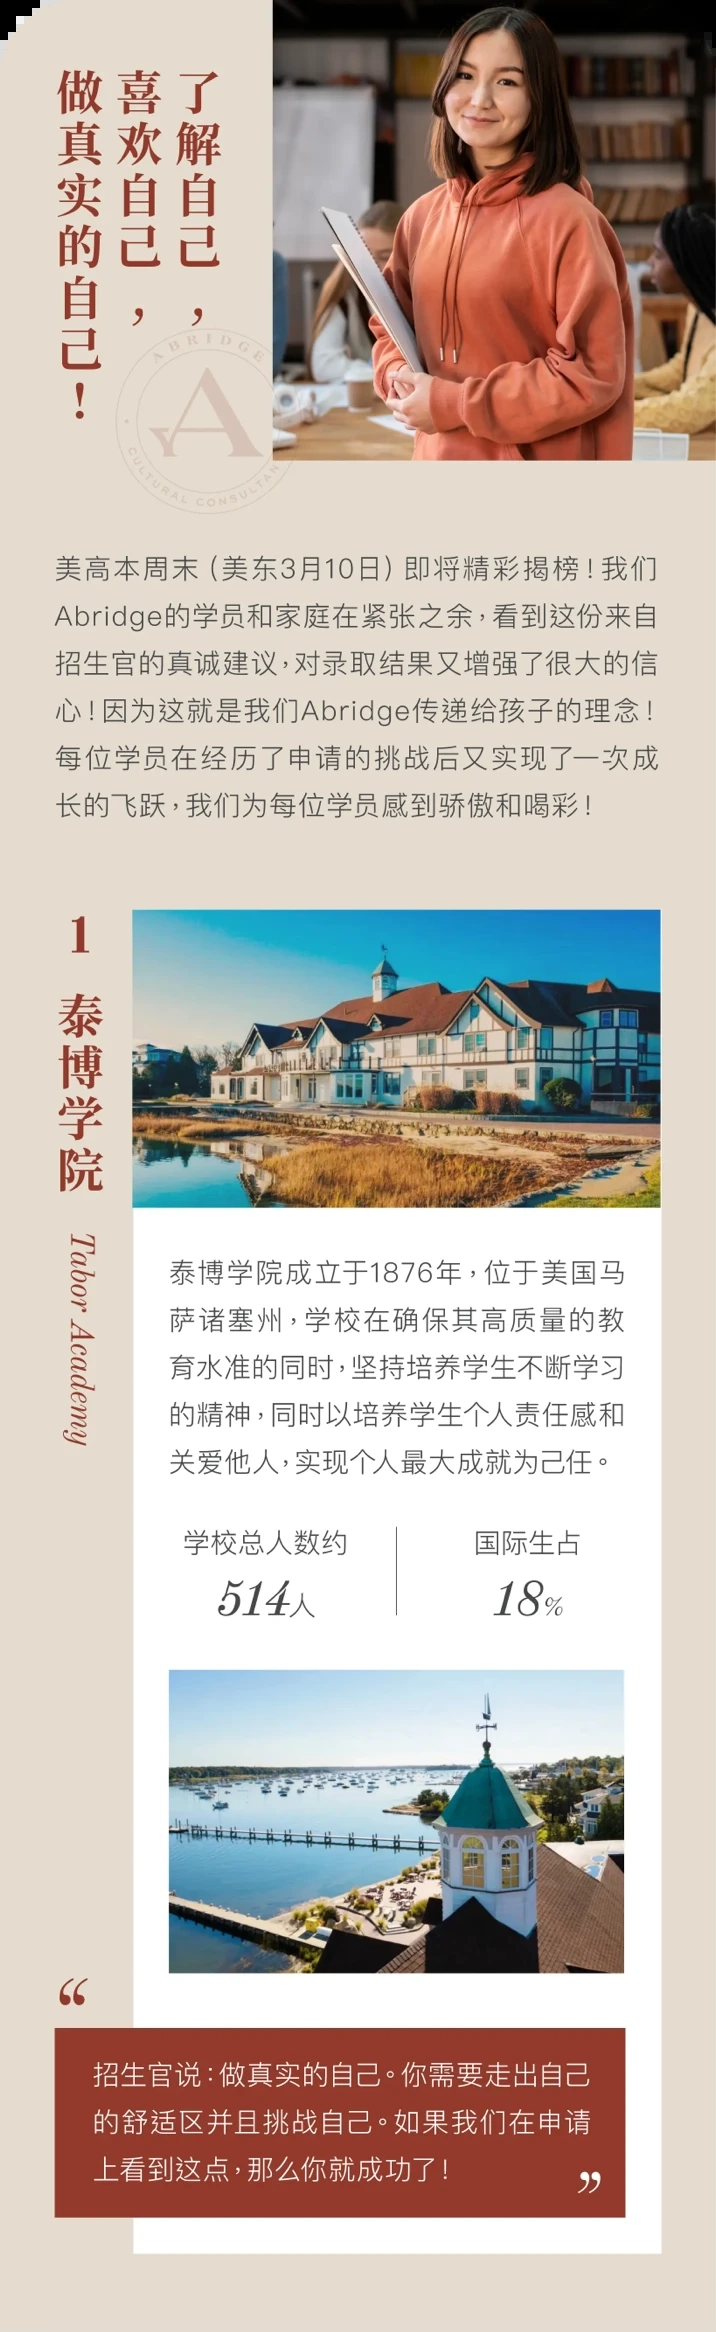 了解自己，
喜欢自己，
做真实的自己！
ABRIDGE
CULTURAL CONSULTAN
美高本周末（美东3月10日）即将精彩揭榜！我们
Abridge的学员和家庭在紧张之余，看到这份来自
招生官的真诚建议，对录取结果又增强了很大的信
心！因为这就是我们Abridge传递给孩子的理念！
每位学员在经历了申请的挑战后又实现了一次成
长的飞跃，我们为每位学员感到骄傲和喝彩！
1
泰博学院
Tabor Academy
泰博学院成立于1876年，位于美国马
萨诸塞州，学校在确保其高质量的教
育水准的同时，坚持培养学生不断学习
的精神，同时以培养学生个人责任感和
关爱他人，实现个人最大成就为己任。
学校总人数约
514人
国际生占
18%
“
招生官说：做真实的自己。你需要走出自己
的舒适区并且挑战自己。如果我们在申请
上看到这点，那么你就成功了！
”